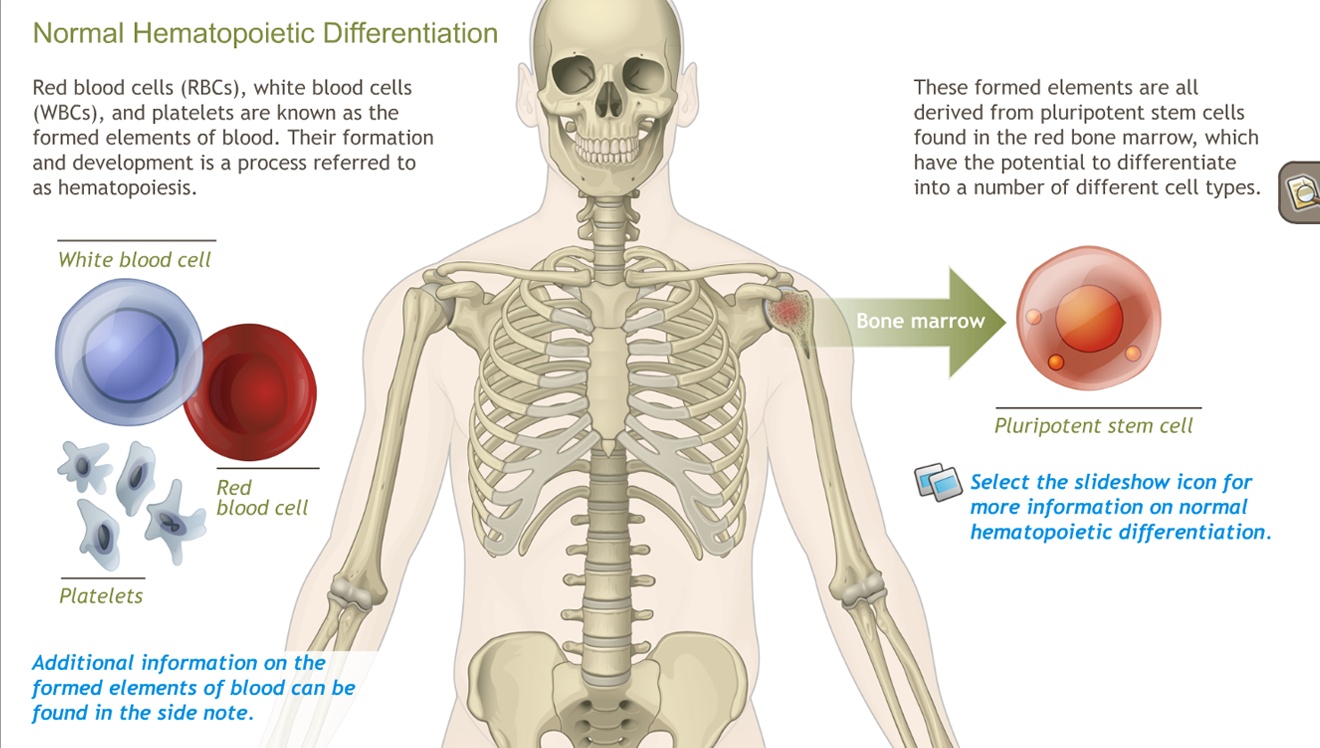 Normal Hematopoietic Differentiation
Red blood cells (RBCs), white blood cells
(WBCs), and platelets are known as the
formed elements of blood. Their formation
and development is a process referred to
as hematopoiesis.
White blood cell
Red
blood cell
Platelets
Additional information on the
formed elements of blood can be
found in the side note.
These formed elements are all
derived from pluripotent stem cells
found in the red bone marrow, which
have the potential to differentiate
into a number of different cell types.
Bone marrow
Pluripotent stem cell
Select the slideshow icon for
more information on normal
hematopoietic differentiation.